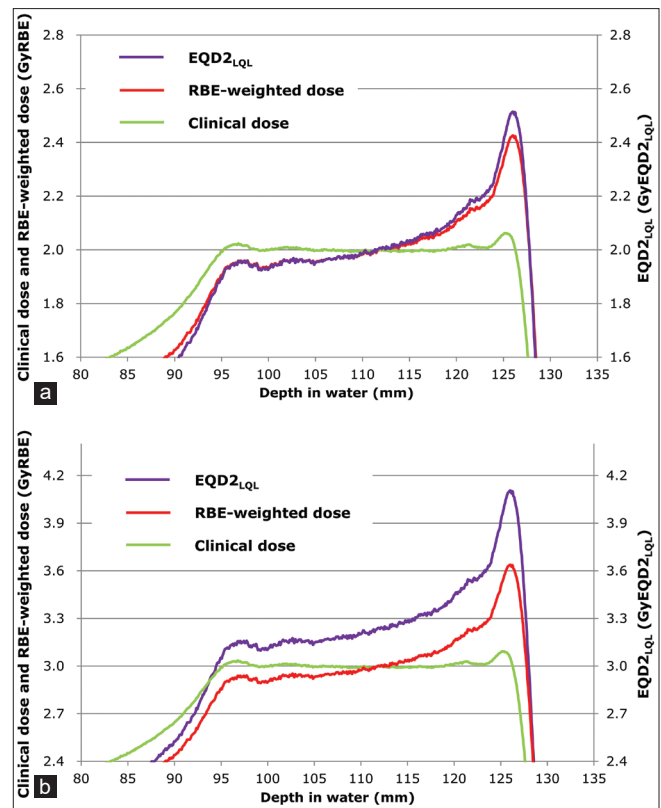 Clinical dose and RBE-weighted dose (GyRBE)
2.8
2.6
2.4
2.2
2.0
1.8
1.6
EQD2LQL
RBE-weighted dose
Clinical dose
2.8
2.6
2.4
2.2
2.0
1.8
1.6
EQD2LQL (GyEQD2LQL)
80 85 90 95 100 105 110 115 120 125 130 135
Depth in water (mm)
a
Clinical dose and RBE-weighted dose (GyRBE)
4.2
3.9
3.6
3.3
3.0
2.7
2.4
EQD2LQL
RBE-weighted dose
Clinical dose
4.2
3.9
3.6
3.3
3.0
2.7
2.4
EQD2LQL (GyEQD2LQL)
80 85 90 95 100 105 110 115 120 125 130 135
Depth in water (mm)
b